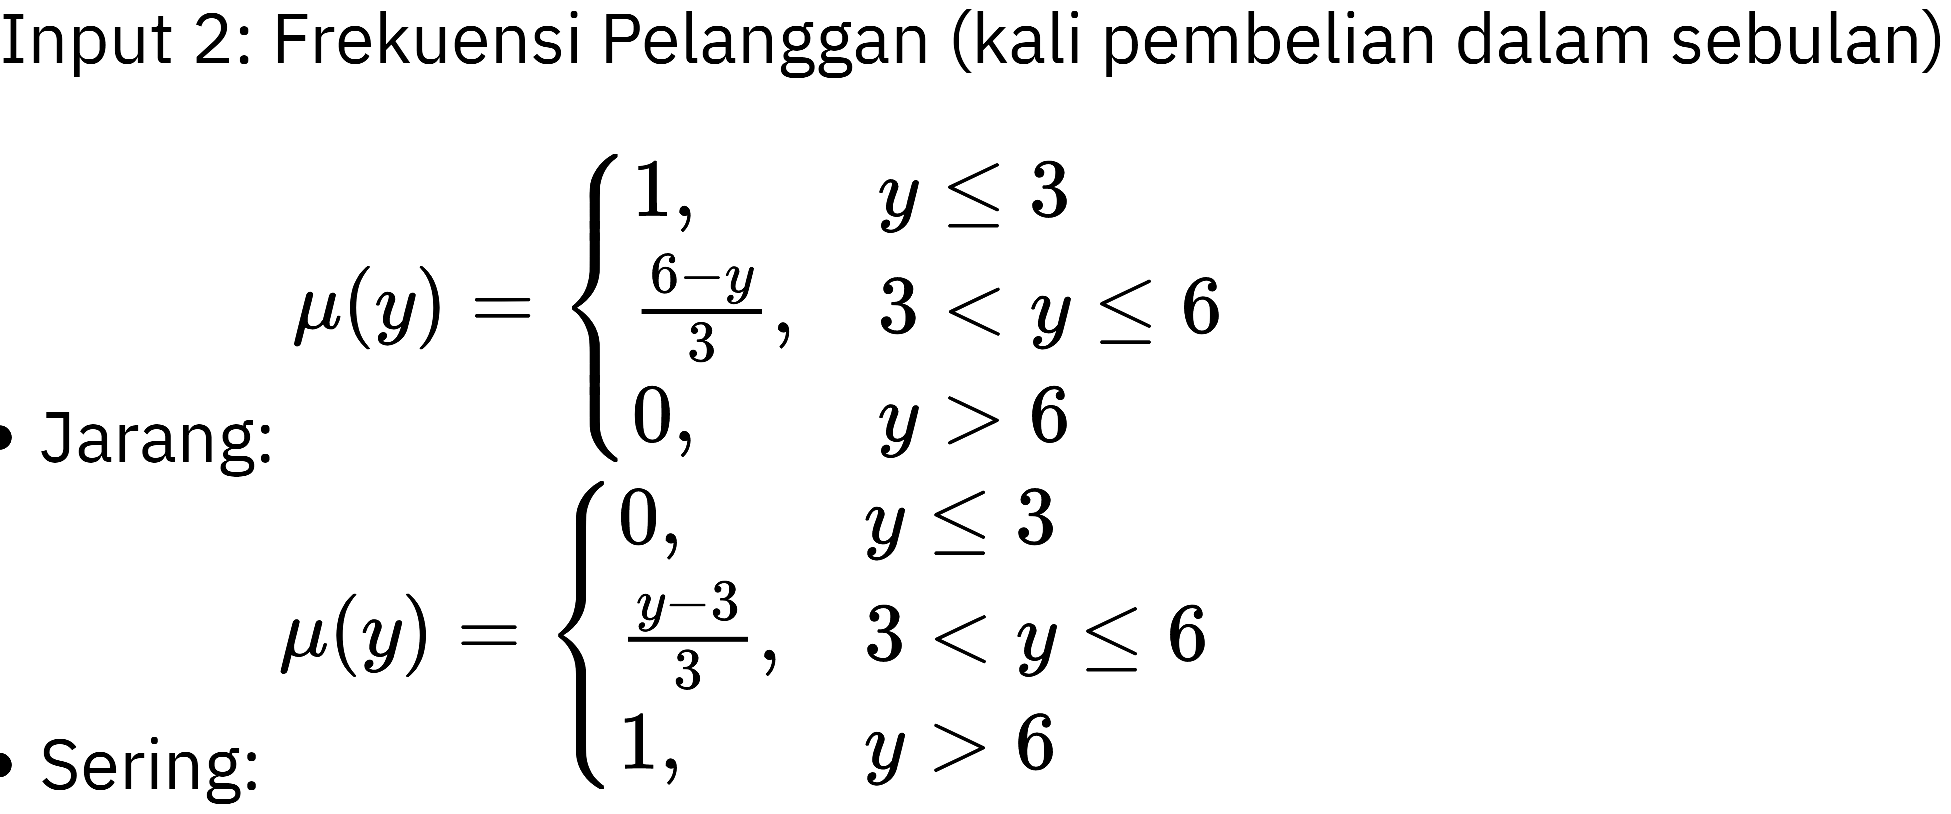 Input 2: Frekuensi Pelanggan (kali pembelian dalam sebulan)
• Jarang: μ(y) = { 1, y ≤ 3
(6−y)/3, 3 < y ≤ 6
0, y > 6
• Sering: μ(y) = { 0, y ≤ 3
(y−3)/3, 3 < y ≤ 6
1, y > 6